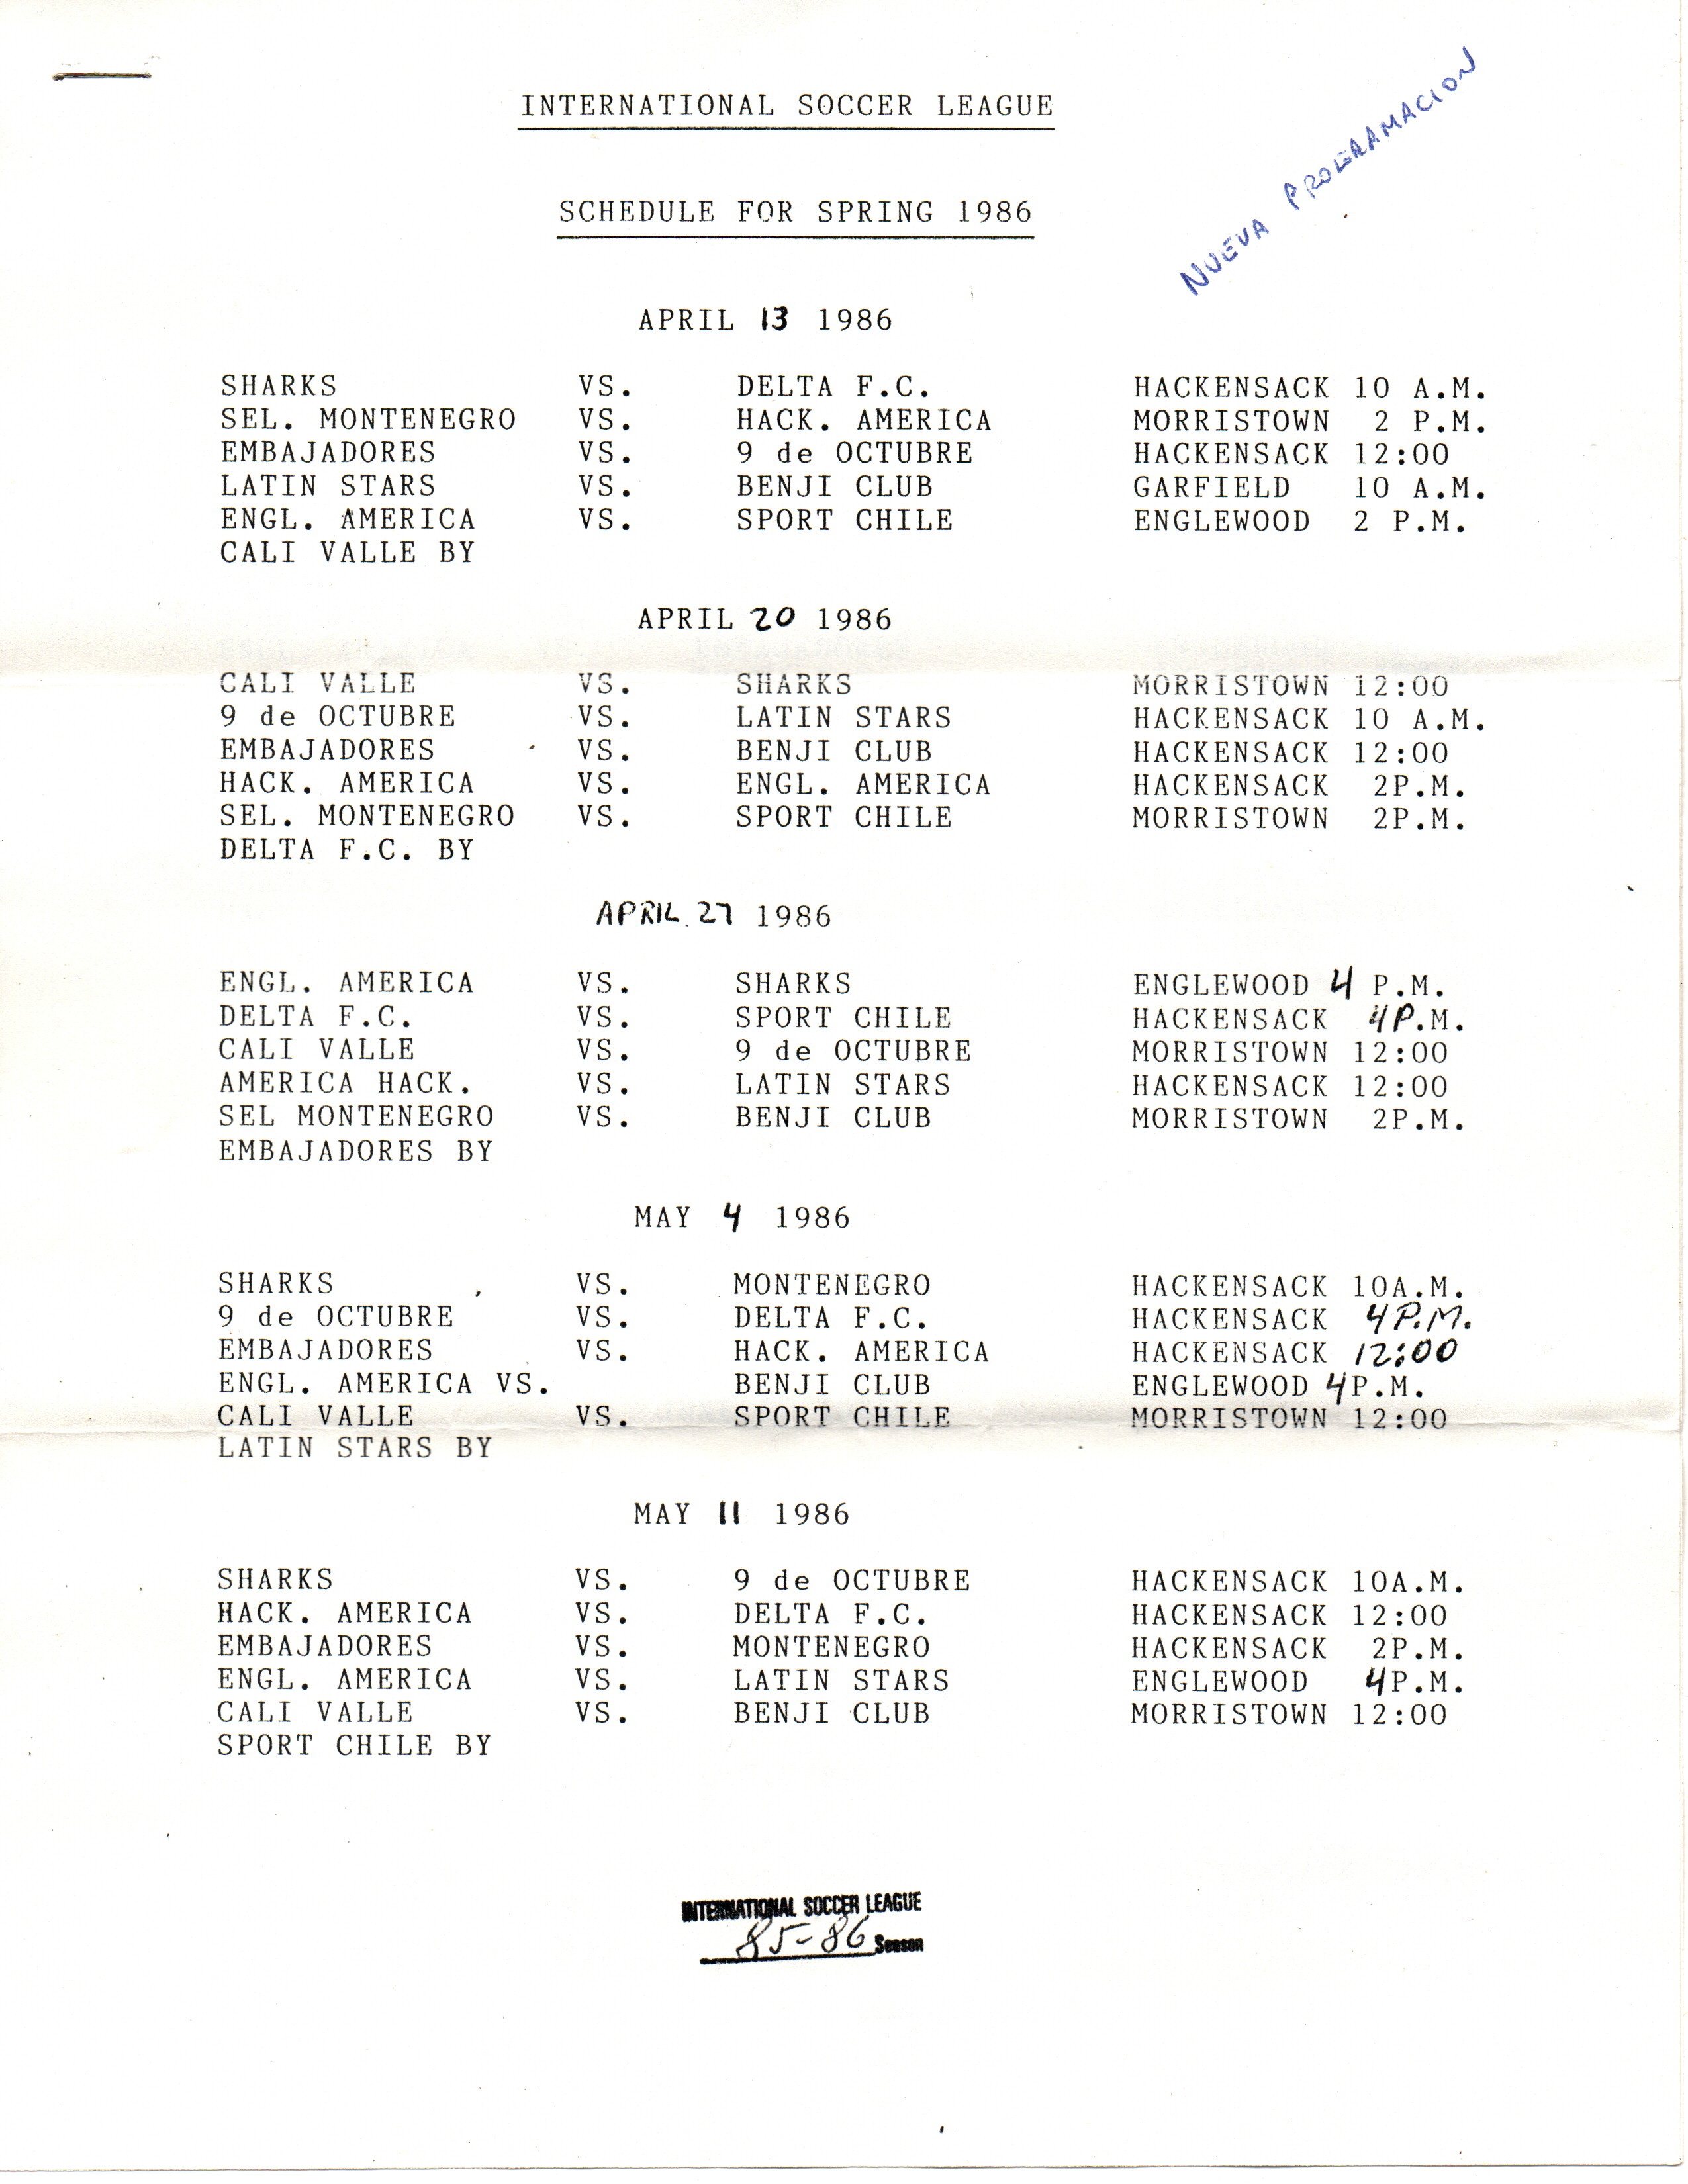 INTERNATIONAL SOCCER LEAGUE
NUEVA PROGRAMACION
SCHEDULE FOR SPRING 1986
APRIL 13 1986
SHARKS VS. DELTA F.C. HACKENSACK 10 A.M.
SEL. MONTENEGRO VS. HACK. AMERICA MORRISTOWN 2 P.M.
EMBAJADORES VS. 9 de OCTUBRE HACKENSACK 12:00
LATIN STARS VS. BENJI CLUB GARFIELD 10 A.M.
ENGL. AMERICA VS. SPORT CHILE ENGLEWOOD 2 P.M.
CALI VALLE BY
APRIL 20 1986
CALI VALLE VS. SHARKS MORRISTOWN 12:00
9 de OCTUBRE VS. LATIN STARS HACKENSACK 10 A.M.
EMBAJADORES VS. BENJI CLUB HACKENSACK 12:00
HACK. AMERICA VS. ENGL. AMERICA HACKENSACK 2P.M.
SEL. MONTENEGRO VS. SPORT CHILE MORRISTOWN 2P.M.
DELTA F.C. BY
APRIL 27 1986
ENGL. AMERICA VS. SHARKS ENGLEWOOD 4 P.M.
DELTA F.C. VS. SPORT CHILE HACKENSACK 4P.M.
CALI VALLE VS. 9 de OCTUBRE MORRISTOWN 12:00
AMERICA HACK. VS. LATIN STARS HACKENSACK 12:00
SEL MONTENEGRO VS. BENJI CLUB MORRISTOWN 2P.M.
EMBAJADORES BY
MAY 4 1986
SHARKS VS. MONTENEGRO HACKENSACK 10A.M.
9 de OCTUBRE VS. DELTA F.C. HACKENSACK 4P.M.
EMBAJADORES VS. HACK. AMERICA HACKENSACK 12:00
ENGL. AMERICA VS. BENJI CLUB ENGLEWOOD 4P.M.
CALI VALLE VS. SPORT CHILE MORRISTOWN 12:00
LATIN STARS BY
MAY 11 1986
SHARKS VS. 9 de OCTUBRE HACKENSACK 10A.M.
HACK. AMERICA VS. DELTA F.C. HACKENSACK 12:00
EMBAJADORES VS. MONTENEGRO HACKENSACK 2P.M.
ENGL. AMERICA VS. LATIN STARS ENGLEWOOD 4P.M.
CALI VALLE VS. BENJI CLUB MORRISTOWN 12:00
SPORT CHILE BY
INTERNATIONAL SOCCER LEAGUE
85-86 Season